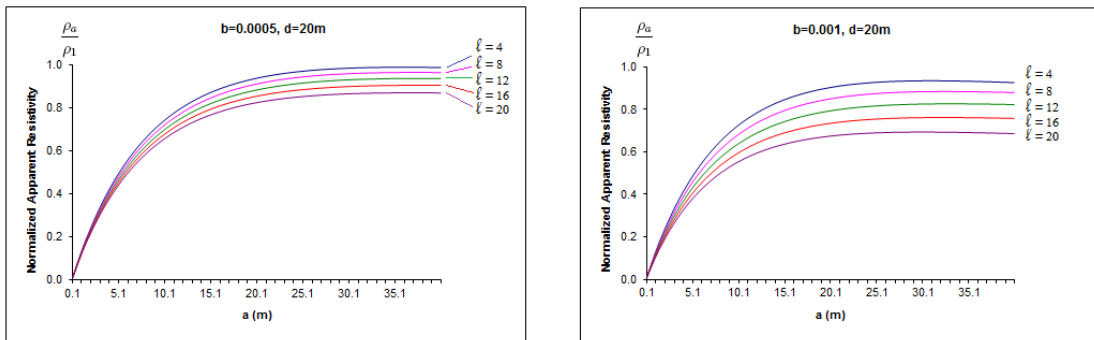 b=0.0005, d=20m
ρₐ
ρ₁
Normalized Apparent Resistivity
1.0
0.8
0.6
0.4
0.2
0.0
0.1 5.1 10.1 15.1 20.1 25.1 30.1 35.1
a (m)
ℓ = 4
ℓ = 8
ℓ = 12
ℓ = 16
ℓ = 20
b=0.001, d=20m
ρₐ
ρ₁
Normalized Apparent Resistivity
1.0
0.8
0.6
0.4
0.2
0.0
0.1 5.1 10.1 15.1 20.1 25.1 30.1 35.1
a (m)
ℓ = 4
ℓ = 8
ℓ = 12
ℓ = 16
ℓ = 20